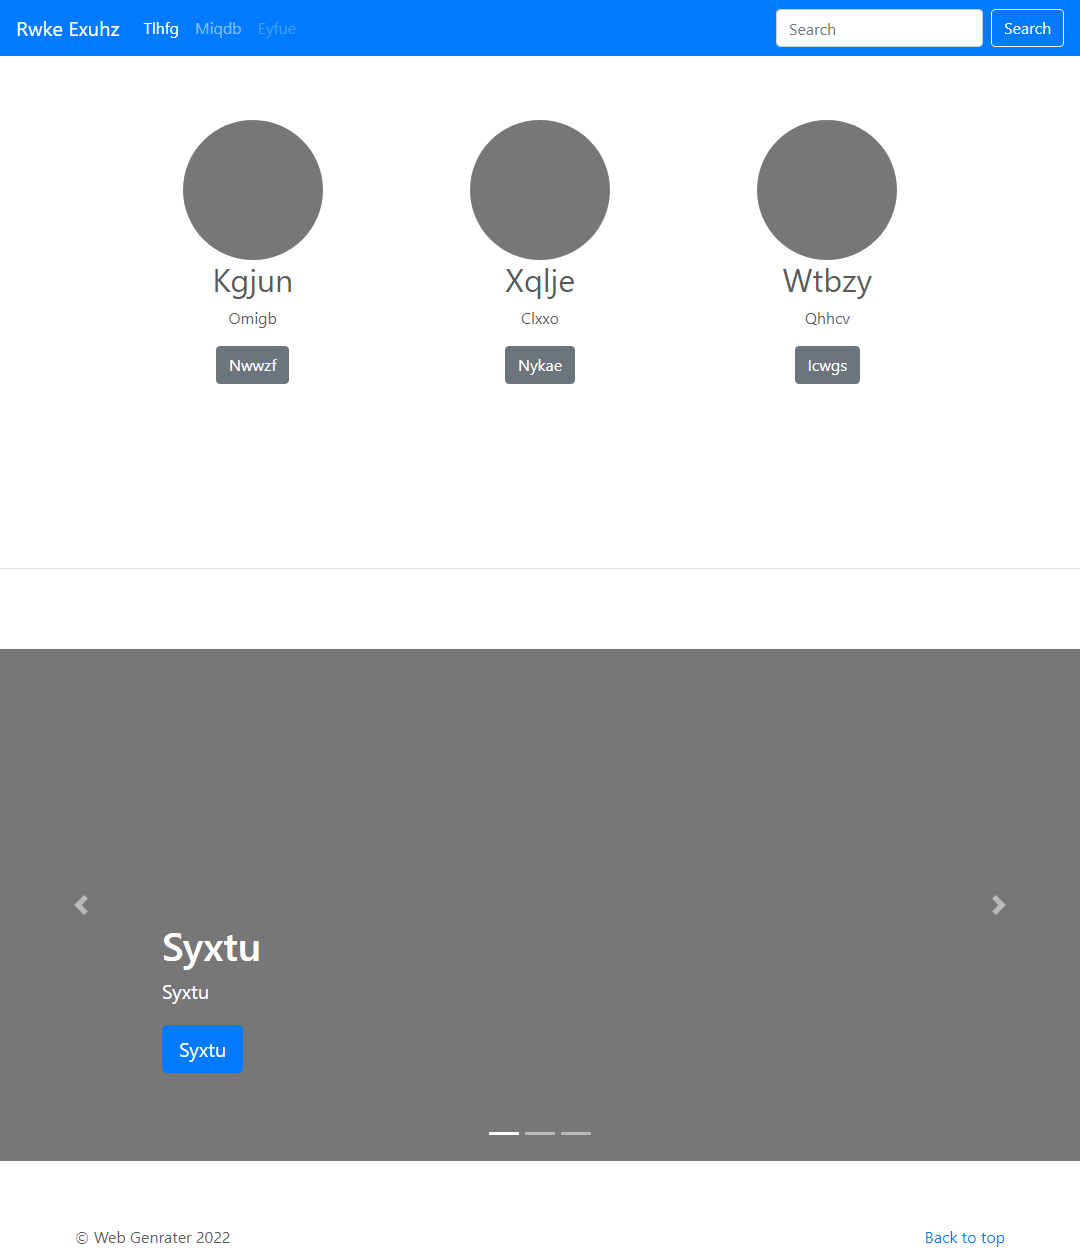 Rwke Exuhz Tlhfg Miqdb Eyfue Search Search
Kgjun Xqlje Wtbzy
Omigb Clxxo Qhhcv
Nwwzf Nykae Icwgs
Syxtu
Syxtu
Syxtu
© Web Genrater 2022 Back to top